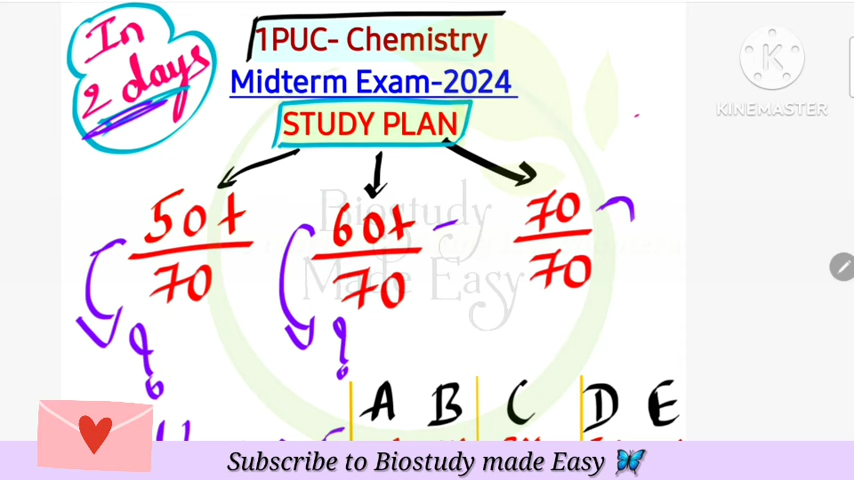 In
2 days
1PUC- Chemistry
Midterm Exam-2024
STUDY PLAN
K
KINEMASTER
50+
70
60+
70
70
70
?
?
Biostudy
Made Easy
A B C D E
Subscribe to Biostudy made Easy